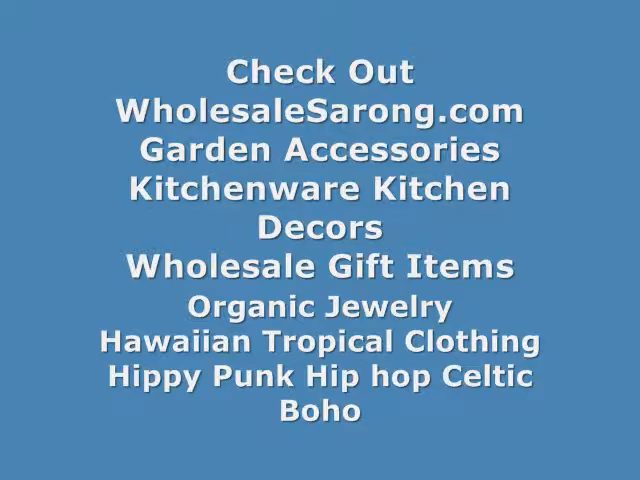 Check Out
WholesaleSarong.com
Garden Accessories
Kitchenware Kitchen
Decors
Wholesale Gift Items
Organic Jewelry
Hawaiian Tropical Clothing
Hippy Punk Hip hop Celtic
Boho